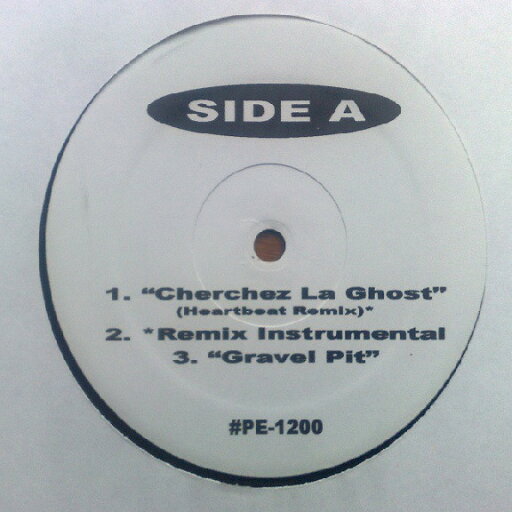 SIDE A
1. “Cherchez La Ghost”
(Heartbeat Remix)*
2. *Remix Instrumental
3. “Gravel Pit”
#PE-1200